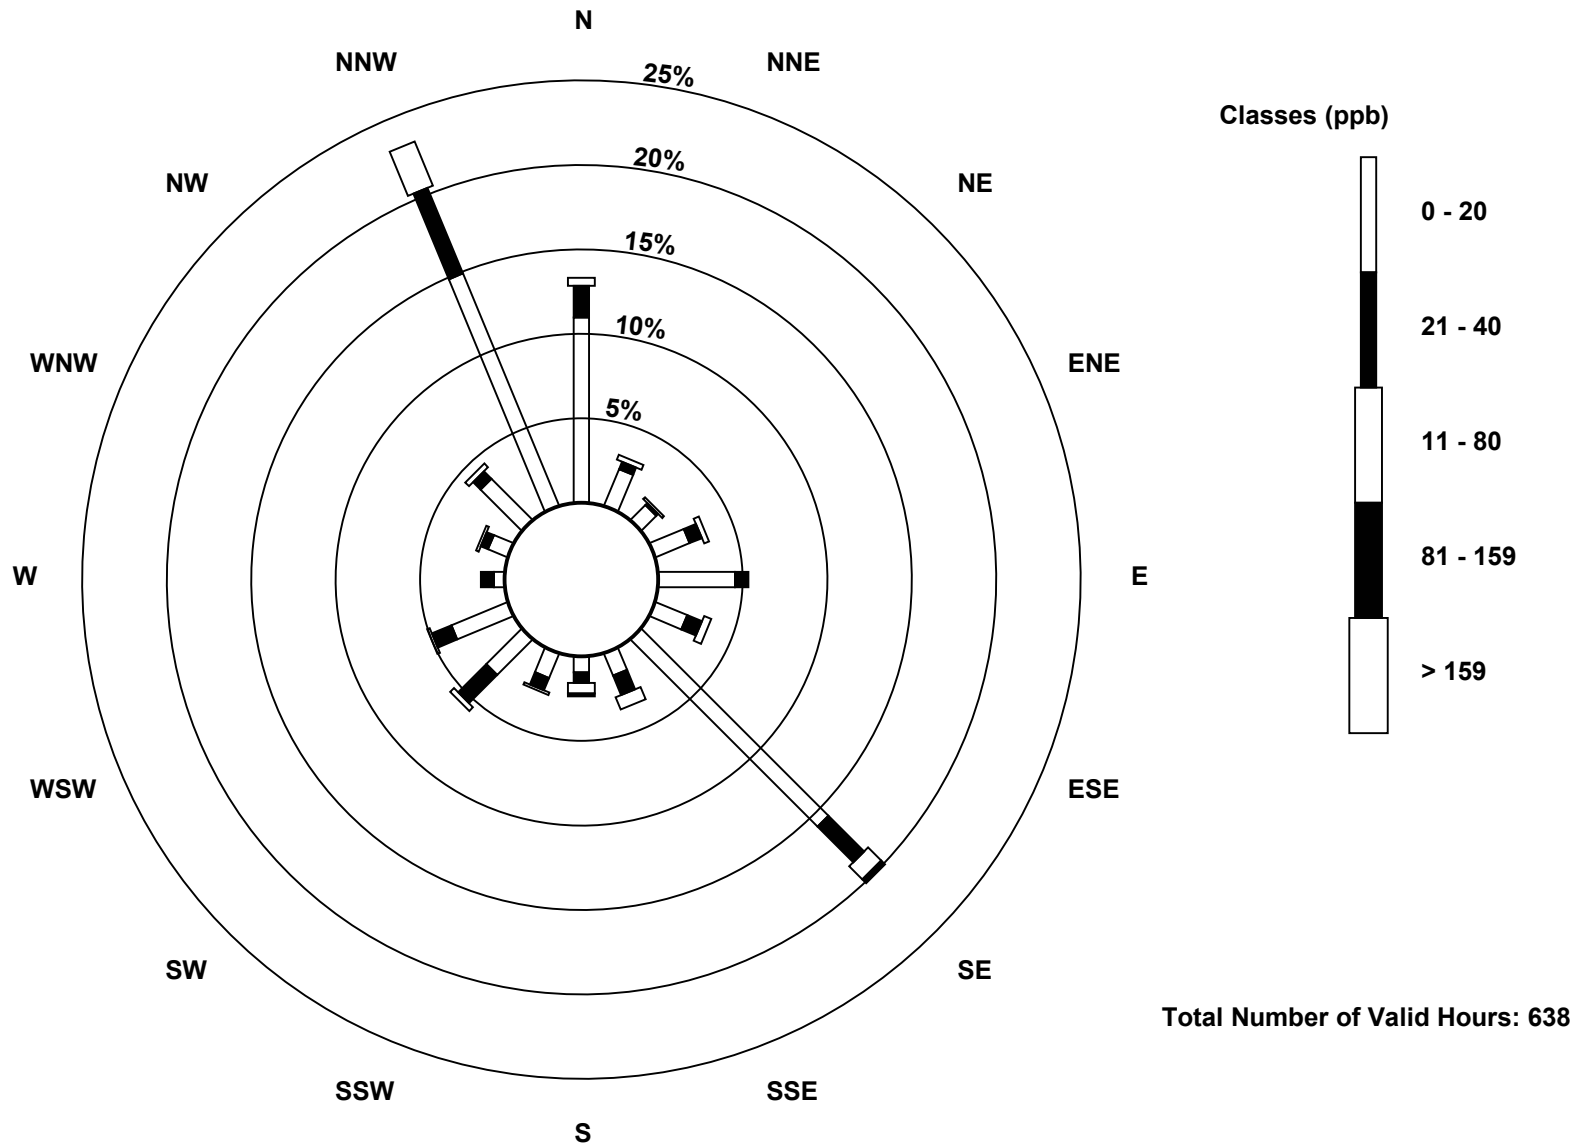 N
NNW
NNE
25%
Classes (ppb)
20%
NW
NE
0 - 20
15%
21 - 40
10%
WNW
ENE
5%
11 - 80
81 - 159
W
E
> 159
WSW
ESE
SW
SE
Total Number of Valid Hours: 638
SSW
SSE
S